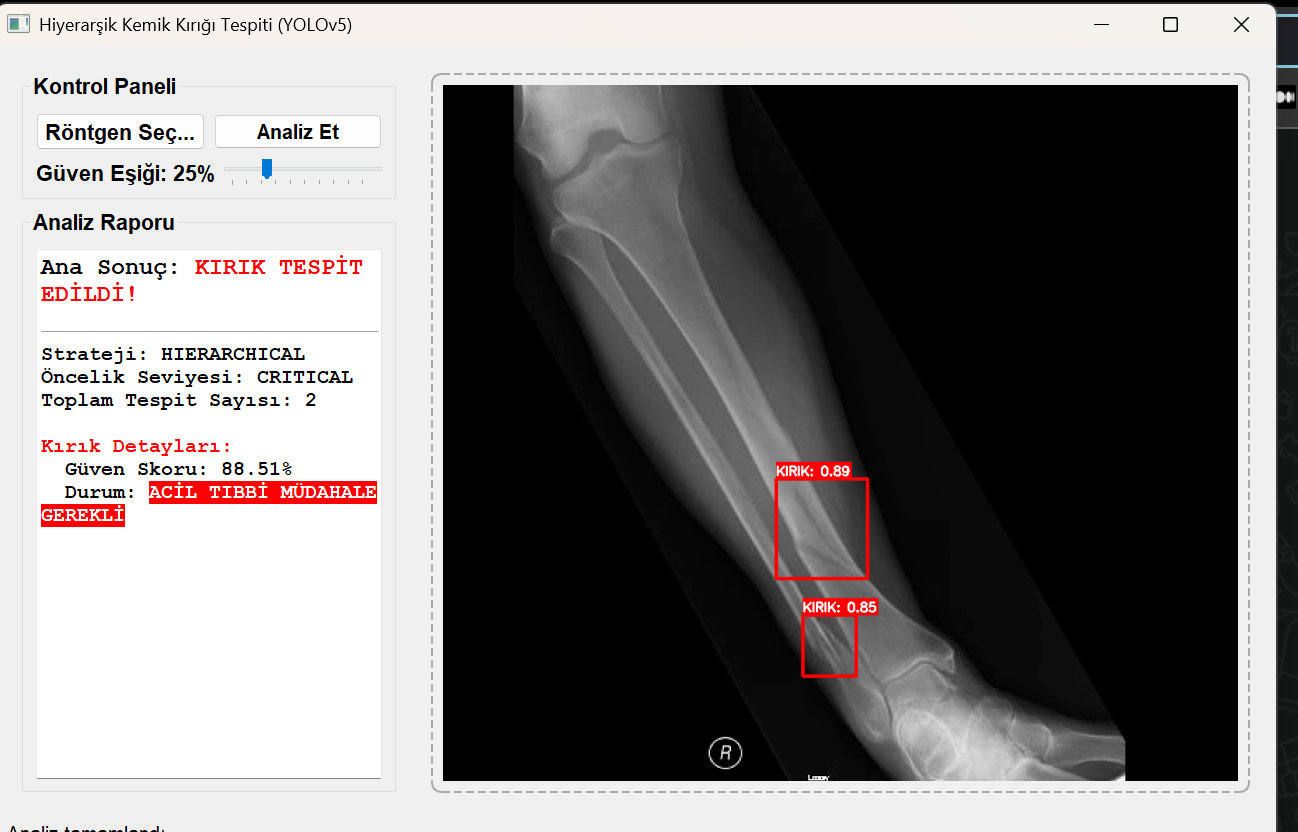 Hiyerarşik Kemik Kırığı Tespiti (YOLOv5)
Kontrol Paneli
Röntgen Seç...
Analiz Et
Güven Eşiği: 25%
Analiz Raporu
Ana Sonuç: KIRIK TESPİT
EDİLDİ!
Strateji: HIERARCHICAL
Öncelik Seviyesi: CRITICAL
Toplam Tespit Sayısı: 2
Kırık Detayları:
Güven Skoru: 88.51%
Durum: ACİL TIBBİ MÜDAHALE
GEREKLİ
KIRIK: 0.89
KIRIK: 0.85
R
Analiz tamamlandı